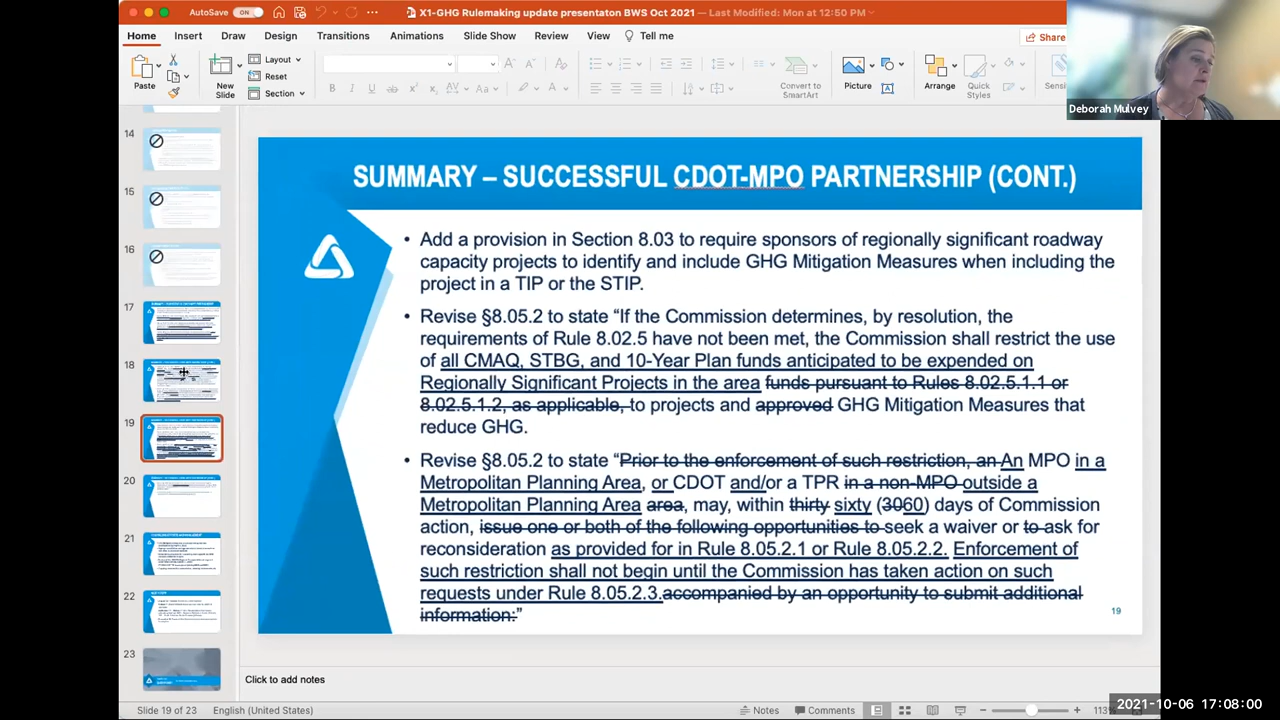 AutoSave ON X1-GHG Rulemaking update presentaton BWS Oct 2021 — Last Modified: Mon at 12:50 PM
Home Insert Draw Design Transitions Animations Slide Show Review View Tell me Share
Paste New Slide Layout Reset Section Convert to SmartArt Picture Arrange Quick Styles
Deborah Mulvey
14
15
16
17
18
19
20
21
22
23
SUMMARY – SUCCESSFUL CDOT-MPO PARTNERSHIP (CONT.)
• Add a provision in Section 8.03 to require sponsors of regionally significant roadway
capacity projects to identify and include GHG Mitigation Measures when including the
project in a TIP or the STIP.
• Revise §8.05.2 to state “If the Commission determines, by resolution, the
requirements of Rule 8.02.5 have not been met, the Commission shall restrict the use
of all CMAQ, STBG, or 10-Year Plan funds anticipated to be expended on
Regionally Significant Projects in the area funds pursuant to Rules 8.02.5.1.1 or
8.02.5.1.2, as applicable, to projects and approved GHG Mitigation Measures that
reduce GHG.
• Revise §8.05.2 to state “Prior to the enforcement of such restriction, an An MPO in a
Metropolitan Planning Area, or CDOT and/or a TPR in a non-MPO outside a
Metropolitan Planning Area area, may, within thirty sixty (3060) days of Commission
action, issue one or both of the following opportunities to seek a waiver or to ask for
reconsideration as provided for in Rule 8.05.2.1 or Rule 8.05.2.2. Enforcement of
such restriction shall not begin until the Commission has taken action on such
requests under Rule 8.05.2.3.accompanied by an opportunity to submit additional
information.”
19
Click to add notes
Slide 19 of 23 English (United States) Notes Comments 113%
2021-10-06 17:08:00